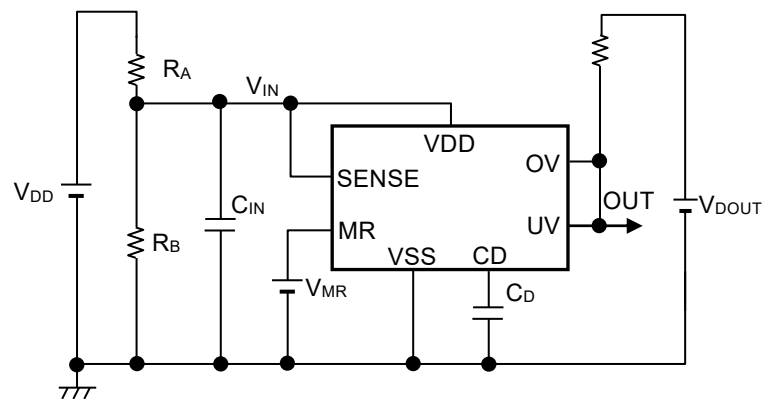 RA
VIN
VDD
OV
SENSE
VDD
CIN
OUT
VDOUT
RB
MR
UV
VSS
CD
VMR
CD